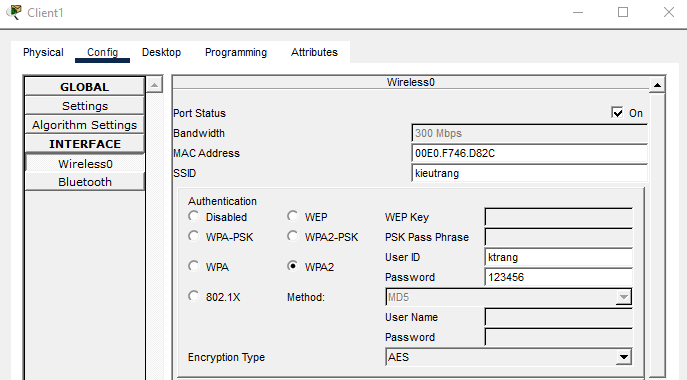 Client1
Physical Config Desktop Programming Attributes
GLOBAL
Settings
Algorithm Settings
INTERFACE
Wireless0
Bluetooth
Wireless0
Port Status On
Bandwidth 300 Mbps
MAC Address 00E0.F746.D82C
SSID kieutrang
Authentication
Disabled WEP WEP Key
WPA-PSK WPA2-PSK PSK Pass Phrase
User ID ktrang
WPA WPA2
Password 123456
802.1X Method: MD5
User Name
Password
Encryption Type AES